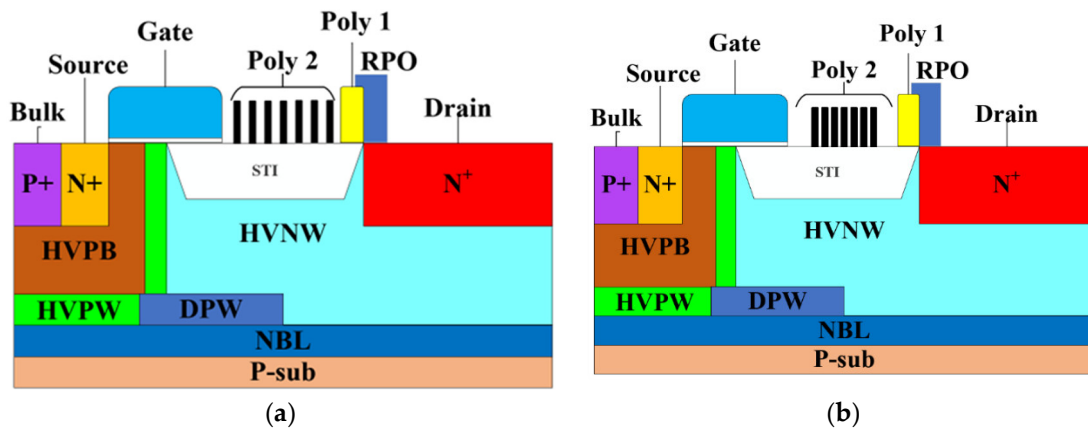 Gate
Poly 1
Source
Poly 2
RPO
Bulk
Drain
P+
N+
STI
N+
HVPB
HVNW
HVPW
DPW
NBL
P-sub
(a)
Gate
Poly 1
Source
Poly 2
RPO
Bulk
Drain
P+
N+
STI
N+
HVPB
HVNW
HVPW
DPW
NBL
P-sub
(b)